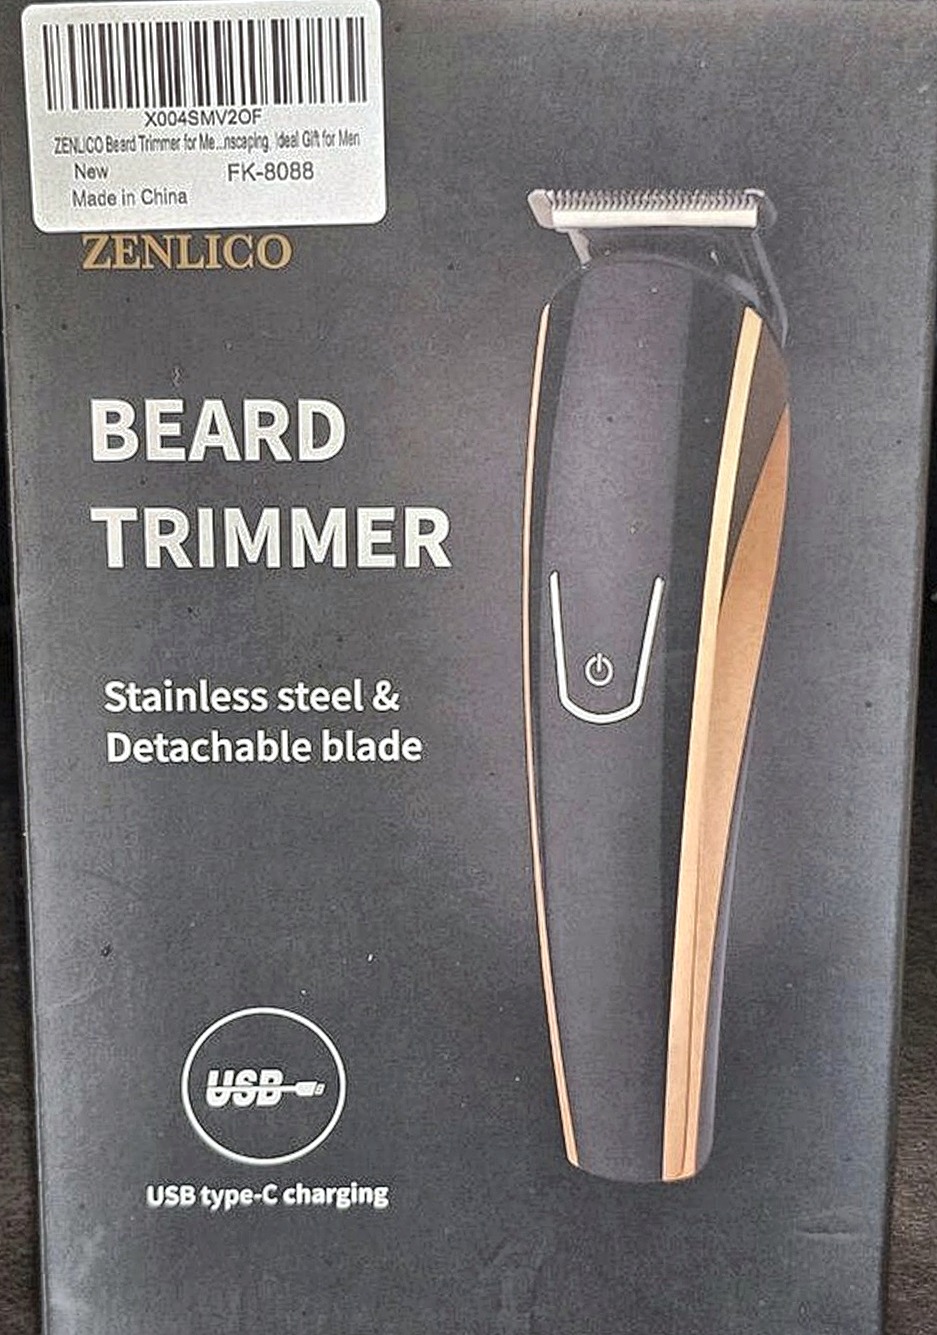 X004SMV2OF
ZENLICO Beard Trimmer for Me...nscaping, Ideal Gift for Men
New FK-8088
Made in China
ZENLICO
BEARD
TRIMMER
Stainless steel &
Detachable blade
USB
USB type-C charging